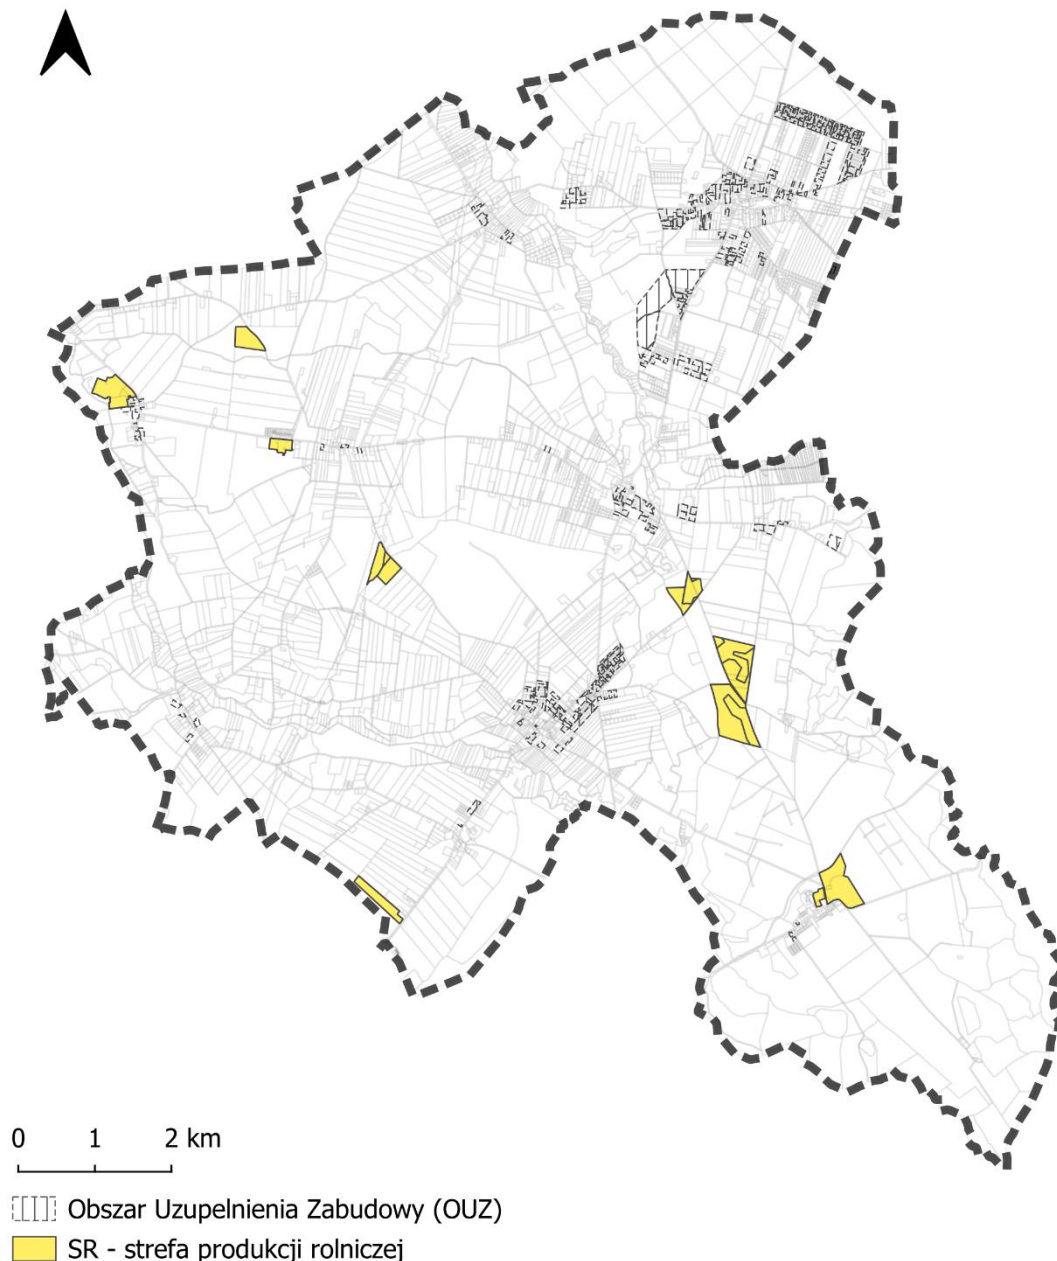 0 1 2 km
Obszar Uzupelnienia Zabudowy (OUZ)
SR - strefa produkcji rolniczej